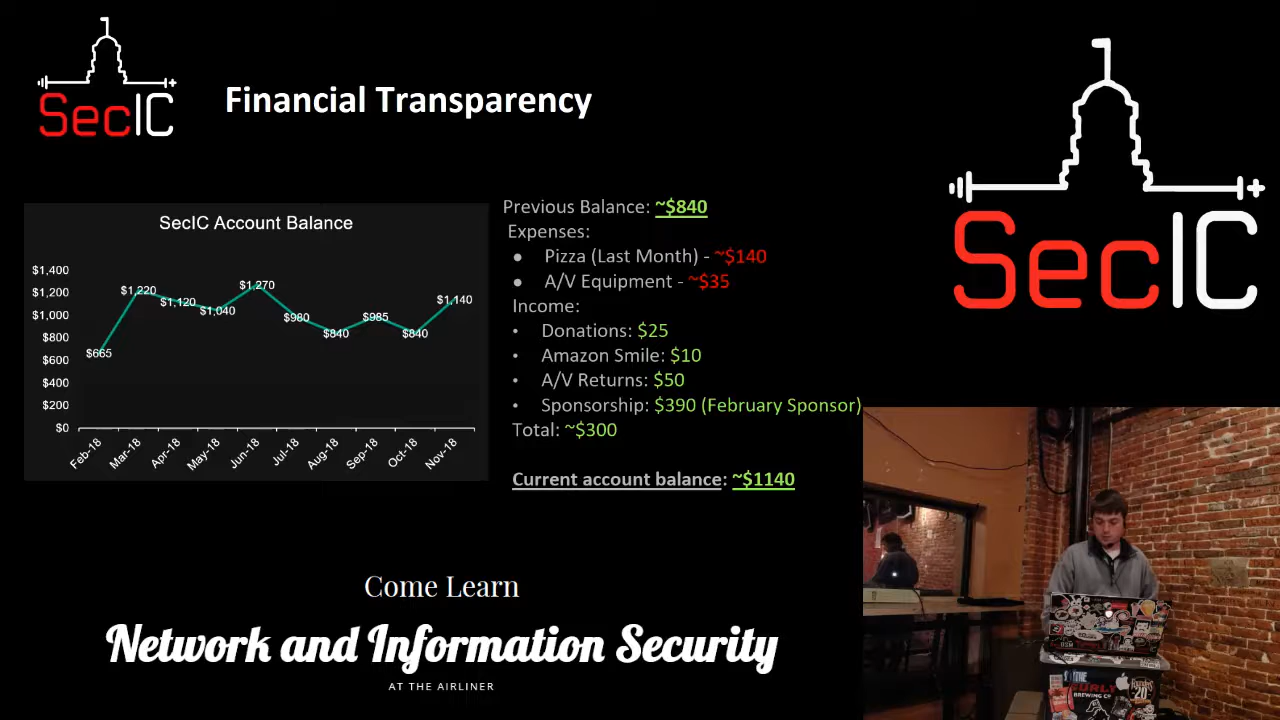 SecIC
Financial Transparency
SecIC
SecIC Account Balance
$1,400
$1,200
$1,000
$800
$600
$400
$200
$0
$665
$1,220
$1,120
$1,040
$1,270
$980
$840
$985
$840
$1,140
Feb-18
Mar-18
Apr-18
May-18
Jun-18
Jul-18
Aug-18
Sep-18
Oct-18
Nov-18
Previous Balance: ~$840
Expenses:
● Pizza (Last Month) - ~$140
● A/V Equipment - ~$35
Income:
• Donations: $25
• Amazon Smile: $10
• A/V Returns: $50
• Sponsorship: $390 (February Sponsor)
Total: ~$300
Current account balance: ~$1140
Come Learn
Network and Information Security
AT THE AIRLINER
THE
BREWING CO
20